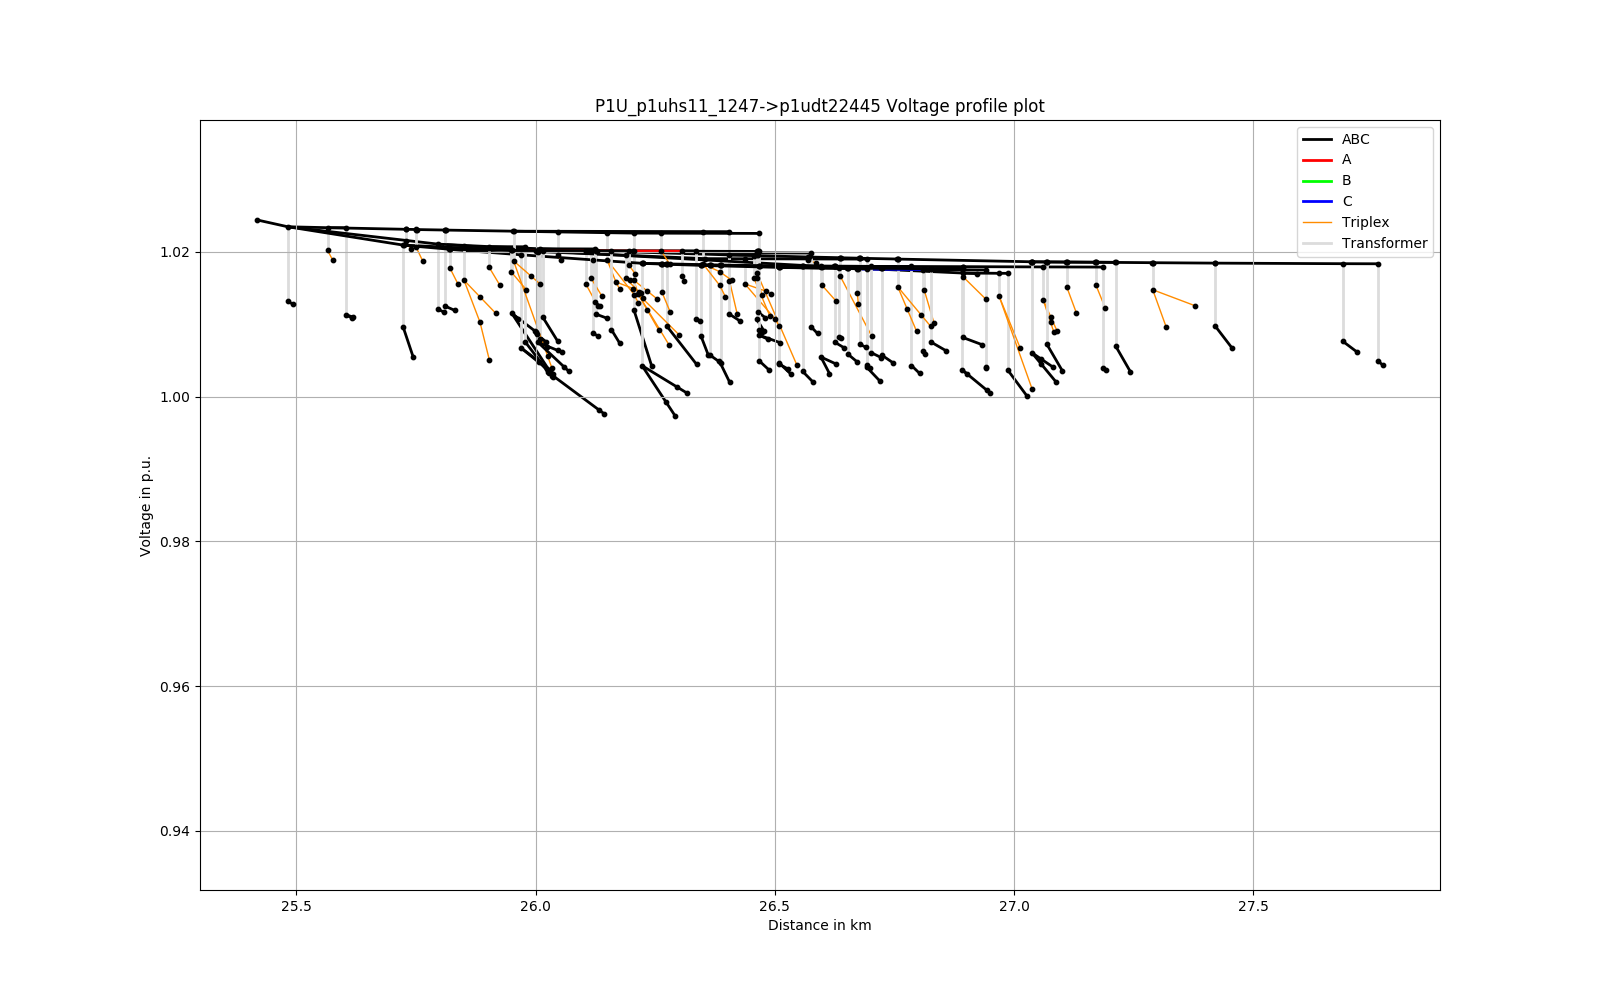 P1U_p1uhs11_1247->p1udt22445 Voltage profile plot
ABC
A
B
C
Triplex
Transformer
1.02
1.00
0.98
0.96
0.94
Voltage in p.u.
25.5 26.0 26.5 27.0 27.5
Distance in km